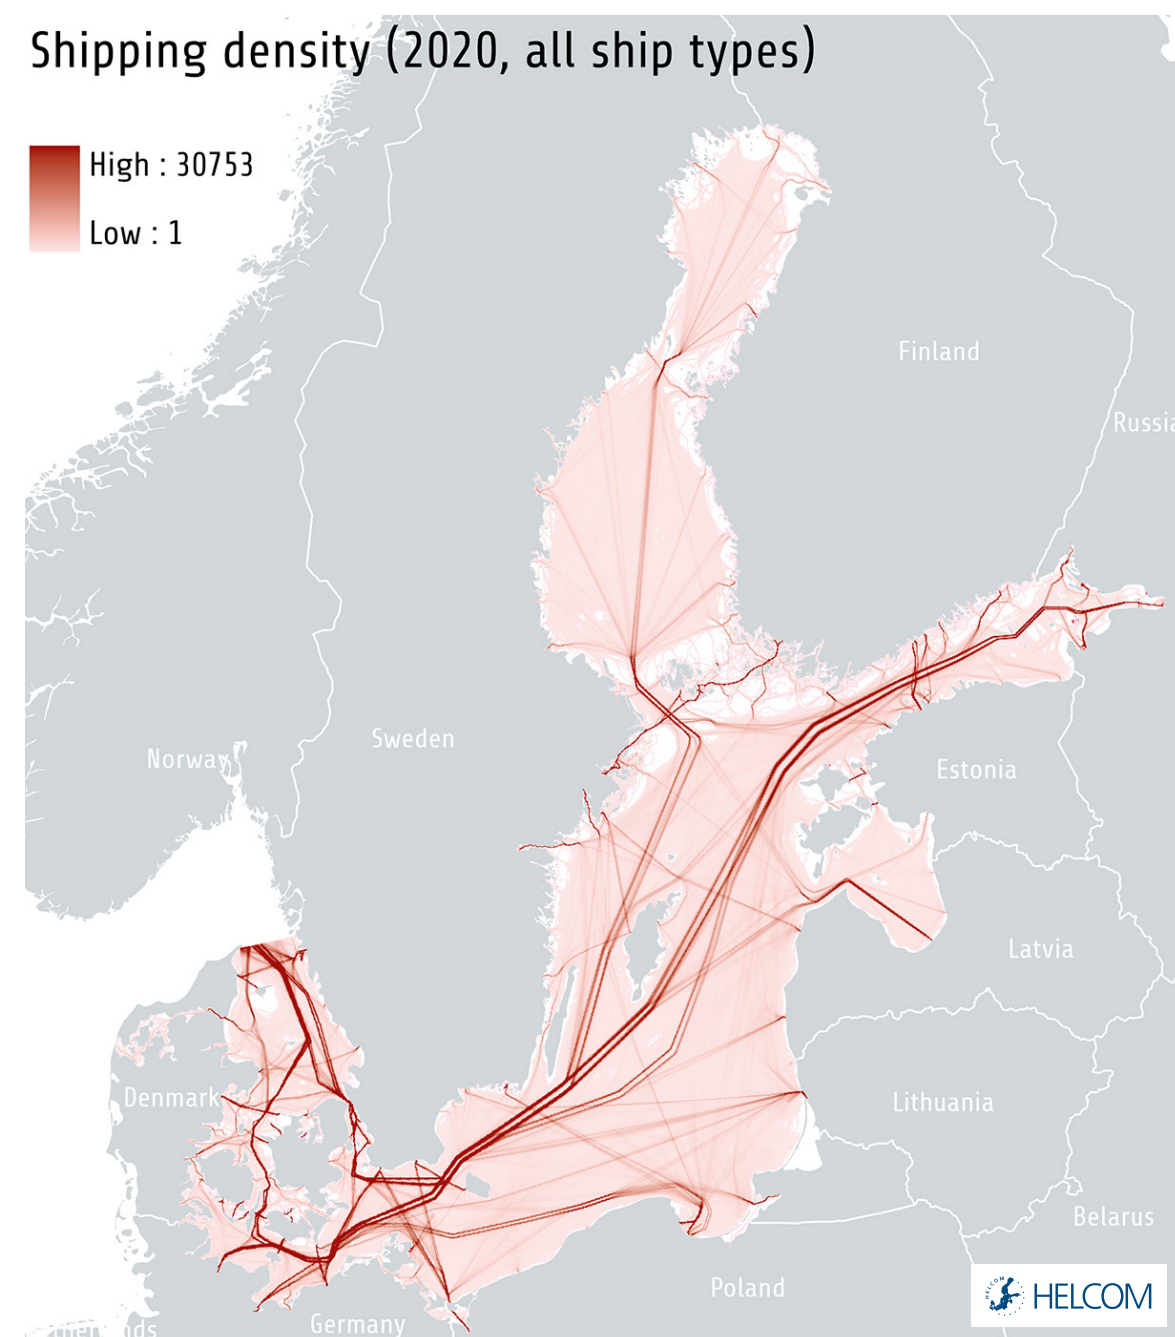 Shipping density (2020, all ship types)
High : 30753
Low : 1
Finland
Russia
Norway
Sweden
Estonia
Latvia
Denmark
Lithuania
Belarus
Poland
HELCOM
HELCOM
Germany